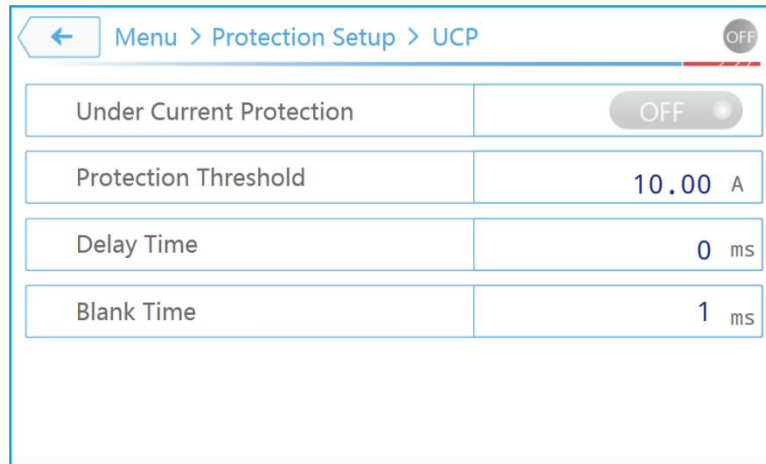 ← Menu > Protection Setup > UCP OFF
Under Current Protection OFF
Protection Threshold 10.00 A
Delay Time 0 ms
Blank Time 1 ms